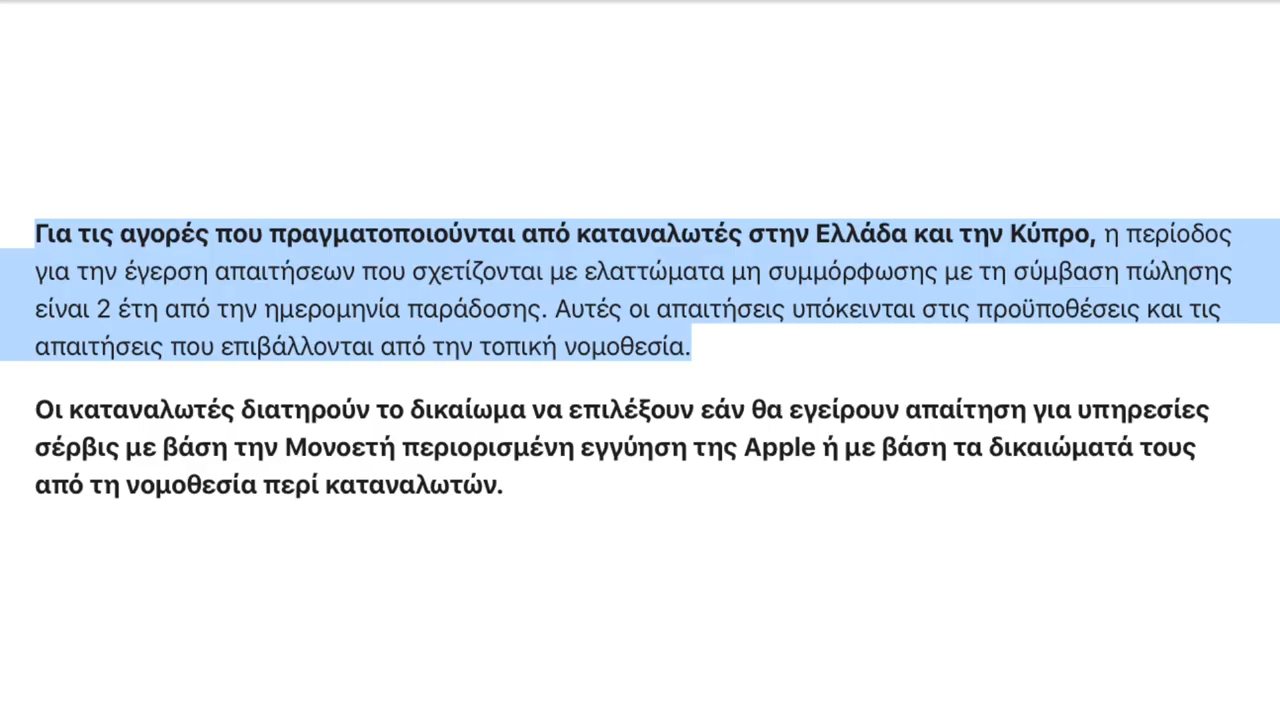 Για τις αγορές που πραγματοποιούνται από καταναλωτές στην Ελλάδα και την Κύπρο, η περίοδος
για την έγερση απαιτήσεων που σχετίζονται με ελαττώματα μη συμμόρφωσης με τη σύμβαση πώλησης
είναι 2 έτη από την ημερομηνία παράδοσης. Αυτές οι απαιτήσεις υπόκεινται στις προϋποθέσεις και τις
απαιτήσεις που επιβάλλονται από την τοπική νομοθεσία.
Οι καταναλωτές διατηρούν το δικαίωμα να επιλέξουν εάν θα εγείρουν απαίτηση για υπηρεσίες
σέρβις με βάση την Μονοετή περιορισμένη εγγύηση της Apple ή με βάση τα δικαιώματά τους
από τη νομοθεσία περί καταναλωτών.